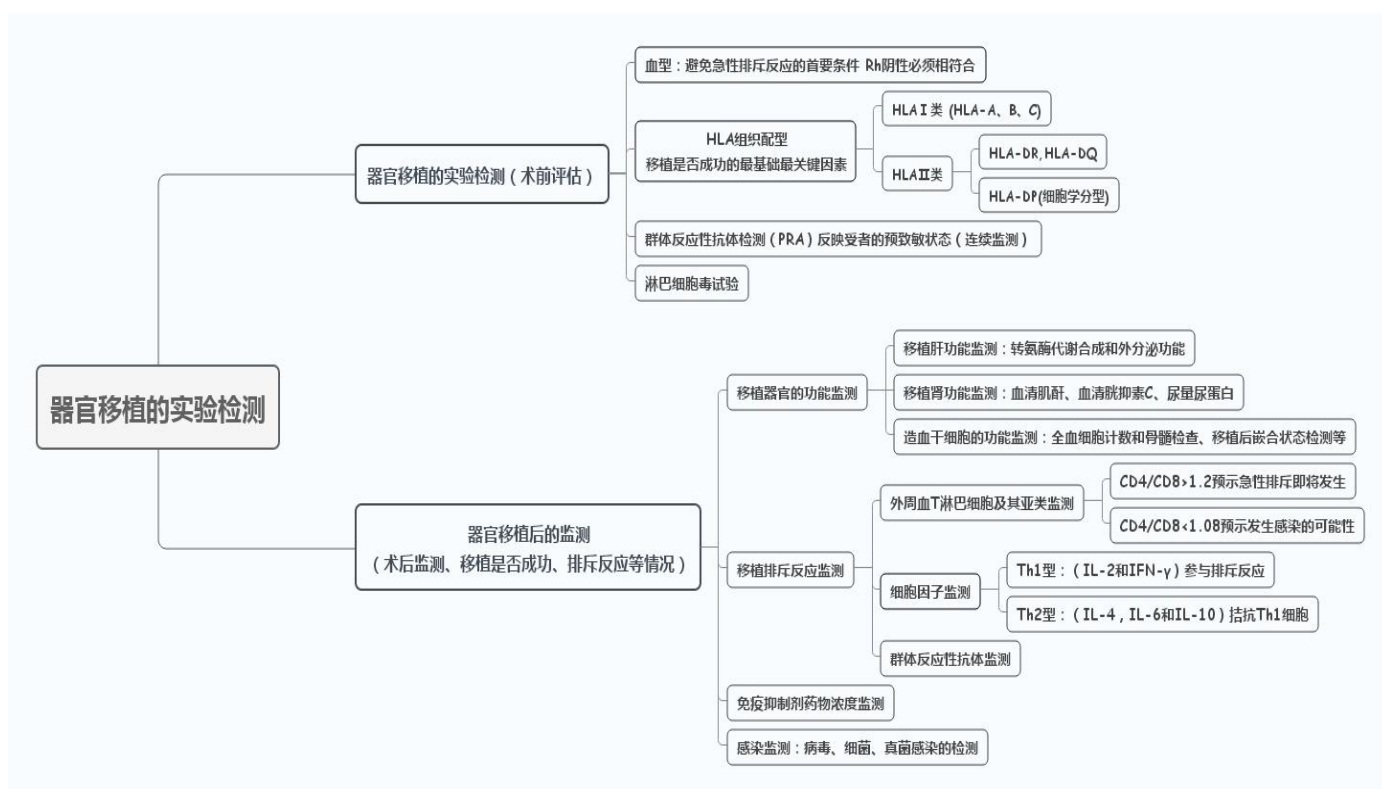 器官移植的实验检测
器官移植的实验检测（术前评估）
血型：避免急性排斥反应的首要条件 Rh阴性必须相符合
HLA组织配型
移植是否成功的最基础最关键因素
HLAⅠ类 (HLA-A、B、C)
HLAⅡ类
HLA-DR,HLA-DQ
HLA-DP(细胞学分型)
群体反应性抗体检测（PRA）反映受者的预致敏状态（连续监测）
淋巴细胞毒试验
器官移植后的监测
（术后监测、移植是否成功、排斥反应等情况）
移植器官的功能监测
移植肝功能监测：转氨酶代谢合成和外分泌功能
移植肾功能监测：血清肌酐、血清胱抑素C、尿量尿蛋白
造血干细胞的功能监测：全血细胞计数和骨髓检查、移植后嵌合状态检测等
移植排斥反应监测
外周血T淋巴细胞及其亚类监测
CD4/CD8>1.2预示急性排斥即将发生
CD4/CD8<1.08预示发生感染的可能性
细胞因子监测
Th1型：（IL-2和IFN-γ）参与排斥反应
Th2型：（IL-4，IL-6和IL-10）拮抗Th1细胞
群体反应性抗体监测
免疫抑制剂药物浓度监测
感染监测：病毒、细菌、真菌感染的检测